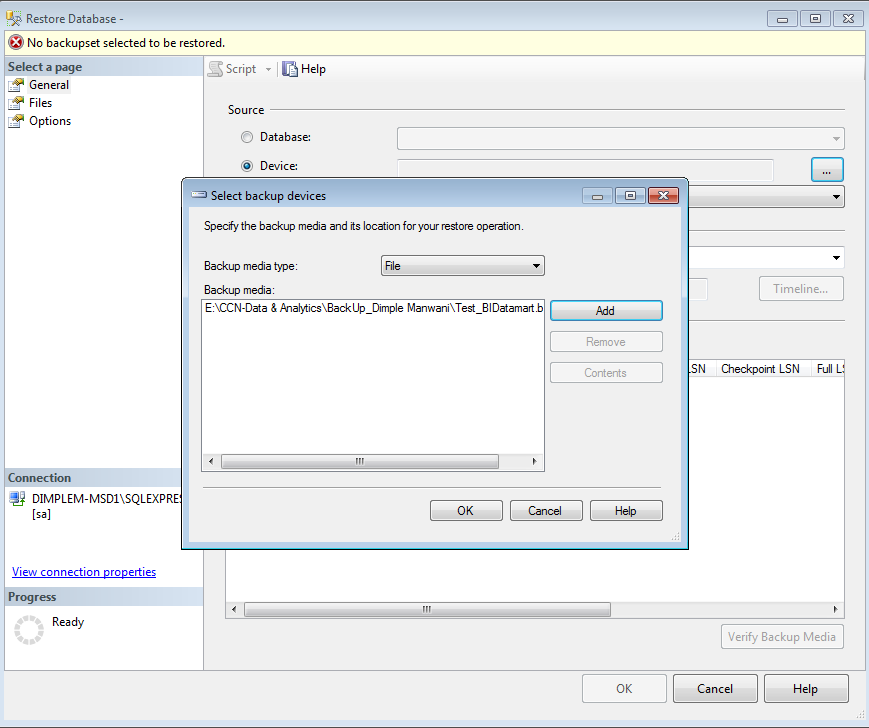 Restore Database -
No backupset selected to be restored.
Select a page
General
Files
Options
Script
Help
Source
Database:
Device:
...
Select backup devices
Specify the backup media and its location for your restore operation.
Backup media type:
File
Backup media:
E:\CCN-Data & Analytics\BackUp_Dimple Manwani\Test_BIDatamart.b
Add
Remove
Contents
OK
Cancel
Help
Timeline...
LSN
Checkpoint LSN
Full LS
Connection
DIMPLEM-MSD1\SQLEXPRES
[sa]
View connection properties
Progress
Ready
Verify Backup Media
OK
Cancel
Help